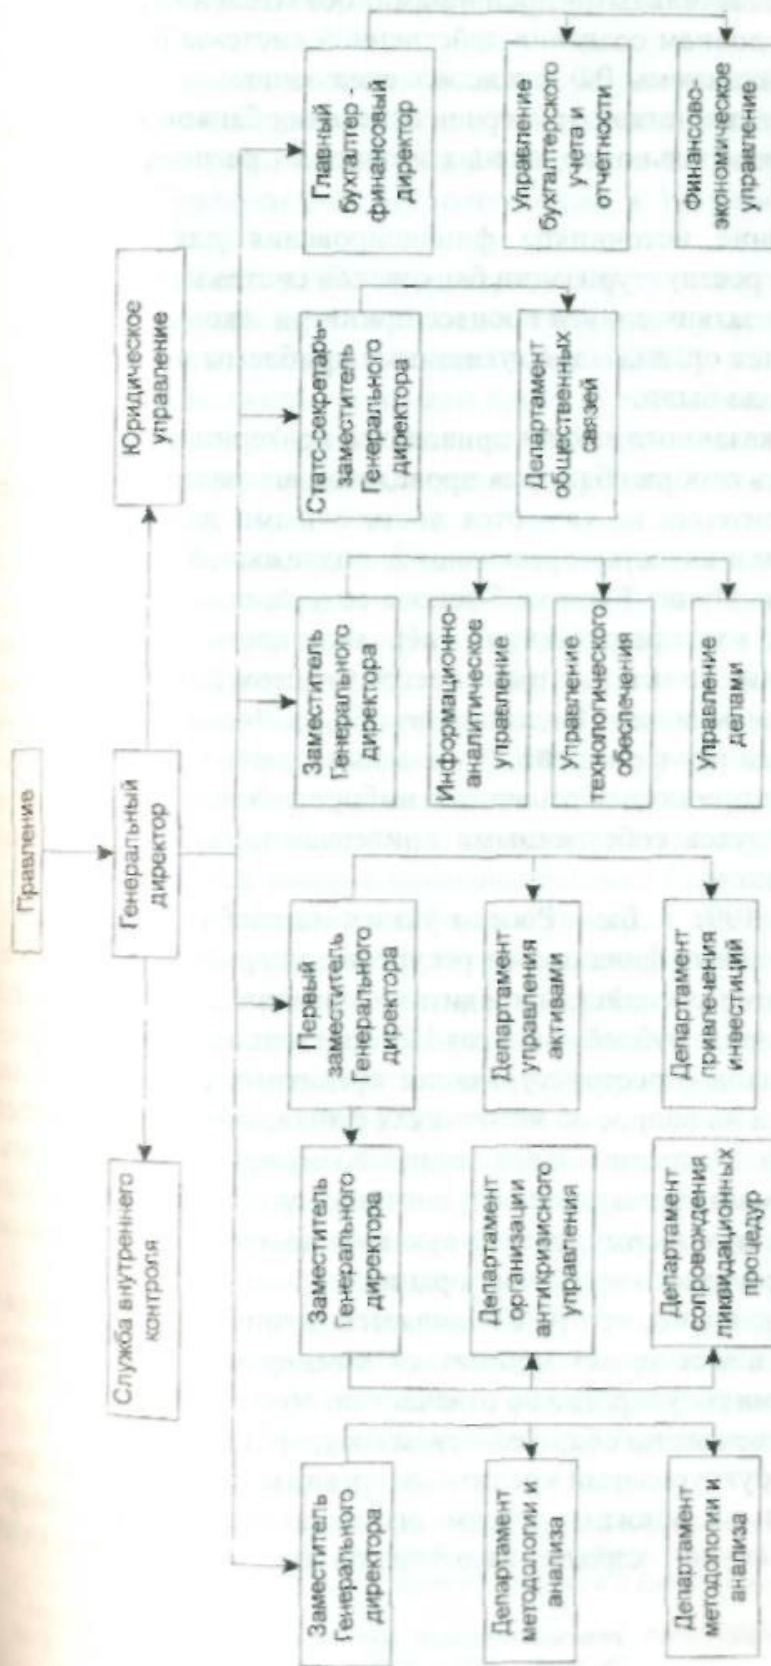 Правление
Генеральный
директор
Служба внутреннего
контроля
Юридическое
управление
Заместитель
Генерального
директора
Заместитель
Генерального
директора
Первый
заместитель
Генерального
директора
Заместитель
Генерального
директора
Статс-секретарь-
заместитель
Генерального
директора
Главный
бухгалтер -
финансовый
директор
Департамент
методологии и
анализа
Департамент
методологии и
анализа
Департамент
организации
антикризисного
управления
Департамент
сопровождения
ликвидационных
процедур
Департамент
управления
активами
Департамент
привлечения
инвестиций
Информационно-
аналитическое
управление
Управление
технологического
обеспечения
Управление
делами
Департамент
общественных
связей
Управление
бухгалтерского
учета и
отчетности
Финансово-
экономическое
управление